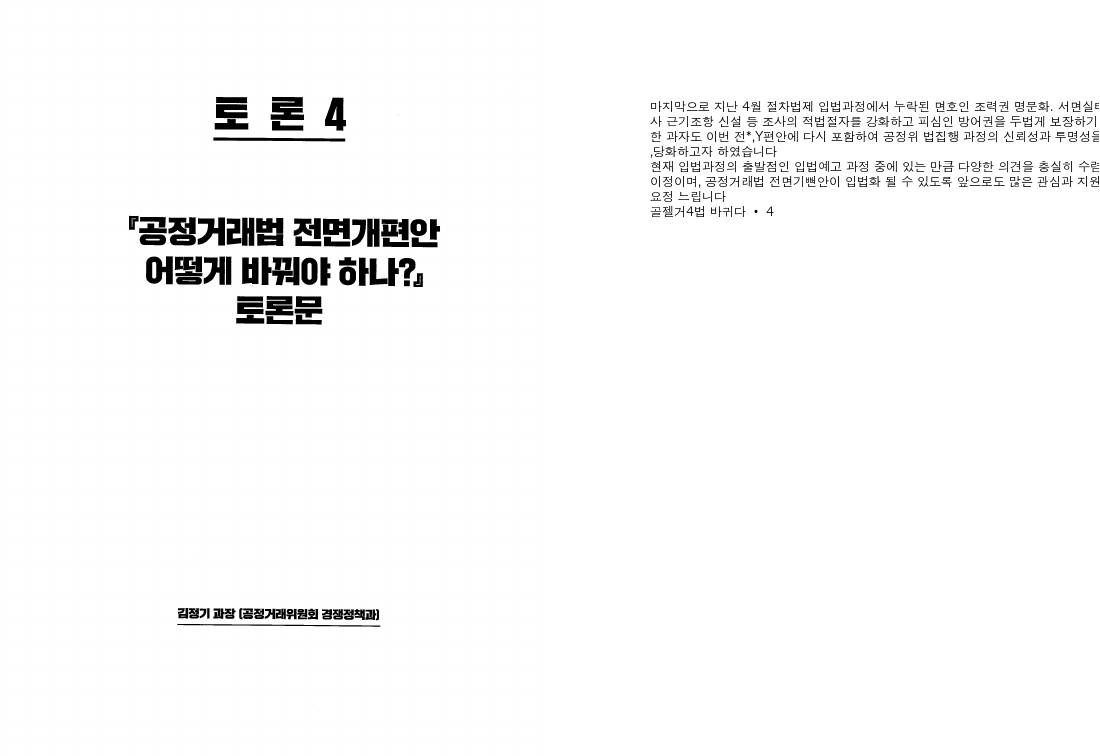 토 론 4
『공정거래법 전면개편안
어떻게 바꿔야 하나?』
토론문
김정기 과장 (공정거래위원회 경쟁정책과)
마지막으로 지난 4월 절차법제 입법과정에서 누락된 면호인 조력권 명문화. 서면실태
사 근기조항 신설 등 조사의 적법절자를 강화하고 피심인 방어권을 두법게 보장하기
한 과자도 이번 전*,Y편안에 다시 포함하여 공정위 법집행 과정의 신뢰성과 투명성을
,당화하고자 하였습니다
현재 입법과정의 출발점인 입법예고 과정 중에 있는 만큼 다양한 의견을 충실히 수렴
이정이며, 공정거래법 전면기뻔안이 입법화 될 수 있도록 앞으로도 많은 관심과 지원
요정 느립니다
골젤거4법 바귀다 • 4